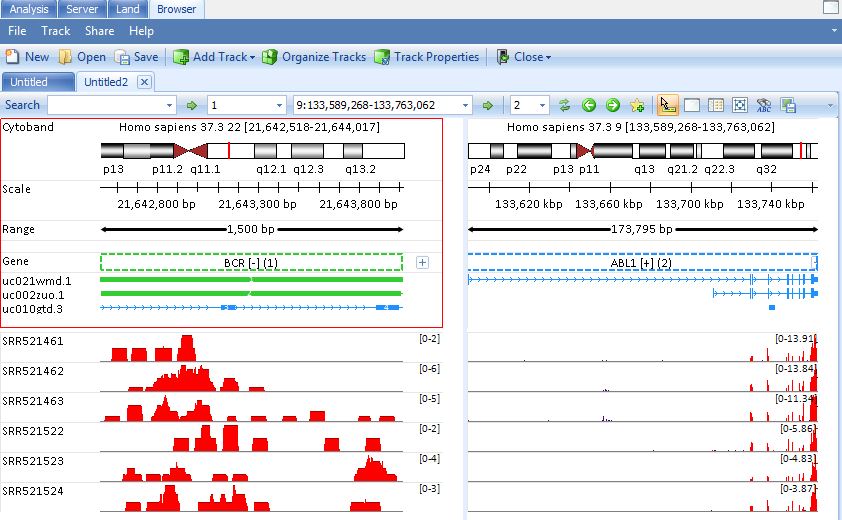 Analysis Server Land Browser
File Track Share Help
New Open Save Add Track Organize Tracks Track Properties Close
Untitled Untitled2
Search 1 9:133,589,268-133,763,062 2 ABC
Cytoband Homo sapiens 37.3 22 [21,642,518-21,644,017] Homo sapiens 37.3 9 [133,589,268-133,763,062]
p13 p11.2 q11.1 q12.1 q12.3 q13.2 p24 p22 p13 p11 q13 q21.2 q22.3 q32
Scale
21,642,800 bp 21,643,300 bp 21,643,800 bp 133,620 kbp 133,660 kbp 133,700 kbp 133,740 kbp
Range 1,500 bp 173,795 bp
Gene BCR [-] (1) ABL1 [+] (2)
uc021wmd.1
uc002zuo.1
uc010gtd.3
SRR521461 [0-2] [0-13.91]
SRR521462 [0-6] [0-13.84]
SRR521463 [0-5] [0-11.34]
SRR521522 [0-2] [0-5.86]
SRR521523 [0-4] [0-4.83]
SRR521524 [0-3] [0-3.87]